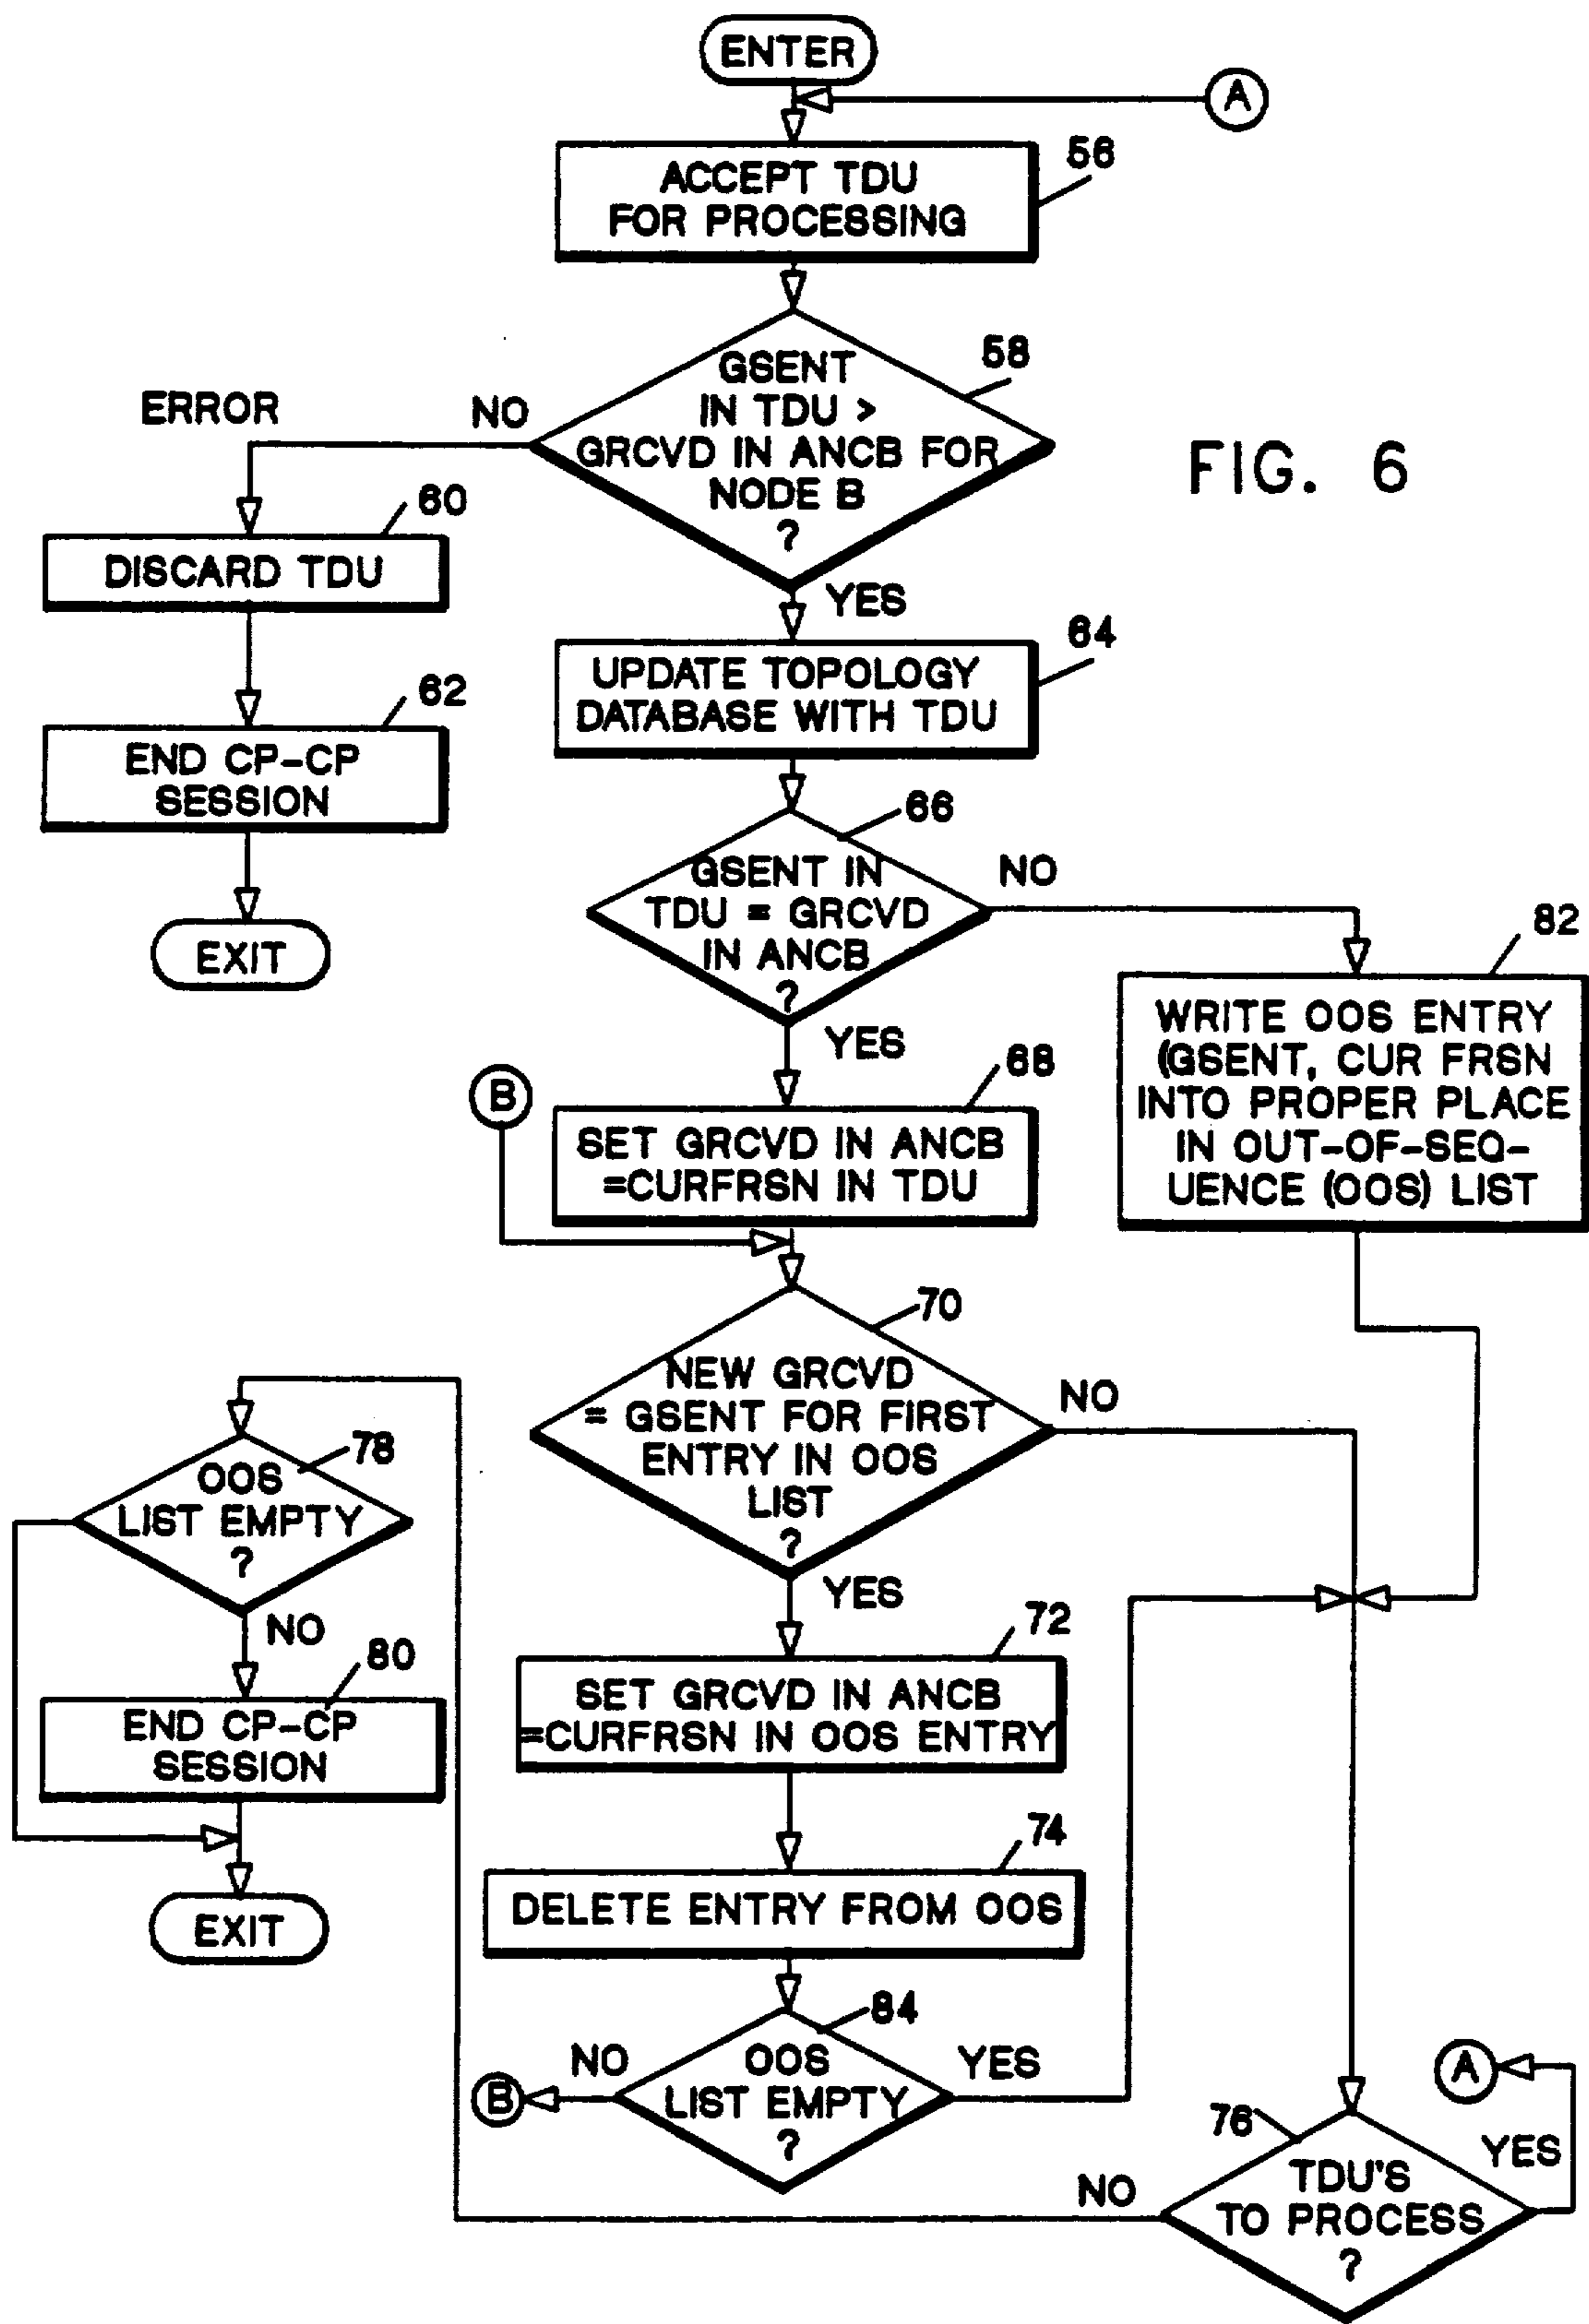 ENTER
A
ACCEPT TDU
FOR PROCESSING
56
GSENT
IN TDU >
GRCVD IN ANCB FOR
NODE B
?
58
ERROR
NO
FIG. 6
60
DISCARD TDU
YES
64
UPDATE TOPOLOGY
DATABASE WITH TDU
62
END CP-CP
SESSION
66
GSENT IN
TDU = GRCVD
IN ANCB
?
NO
EXIT
82
WRITE OOS ENTRY
(GSENT, CUR FRSN
INTO PROPER PLACE
IN OUT-OF-SEQ-
UENCE (OOS) LIST
YES
B
68
SET GRCVD IN ANCB
=CURFRSN IN TDU
70
NEW GRCVD
= GSENT FOR FIRST
ENTRY IN OOS
LIST
?
NO
78
OOS
LIST EMPTY
?
YES
NO
72
SET GRCVD IN ANCB
=CURFRSN IN OOS ENTRY
80
END CP-CP
SESSION
74
DELETE ENTRY FROM OOS
EXIT
84
OOS
LIST EMPTY
?
NO
YES
B
A
76
TDU'S
TO PROCESS
?
YES
NO